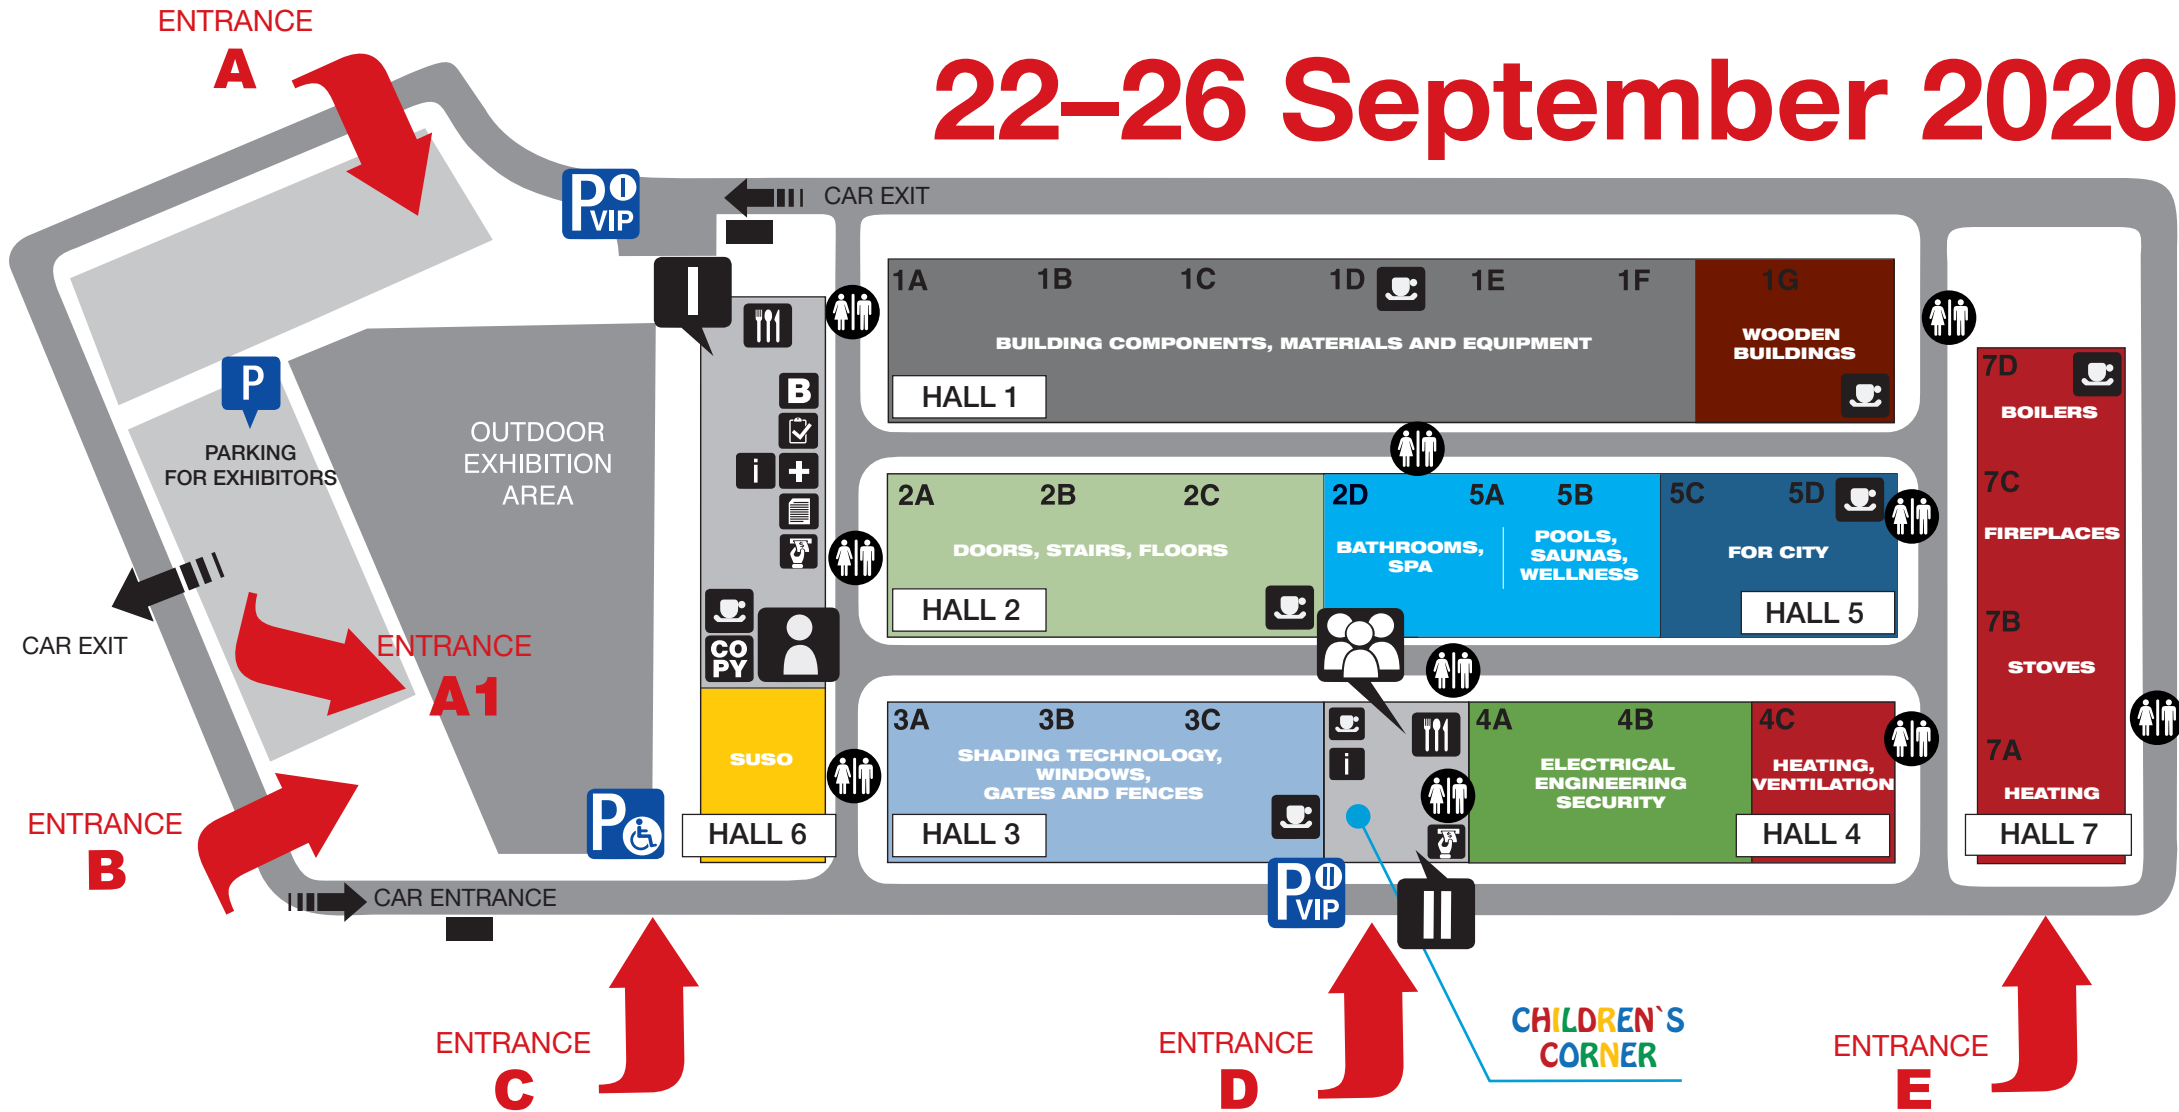 ENTRANCE
A
22–26 September 2020
P I
VIP
CAR EXIT
I
1A
1B
1C
1D
1E
1F
1G
BUILDING COMPONENTS, MATERIALS AND EQUIPMENT
WOODEN
BUILDINGS
HALL 1
7D
BOILERS
7C
FIREPLACES
7B
STOVES
7A
HEATING
HALL 7
P
PARKING
FOR EXHIBITORS
OUTDOOR
EXHIBITION
AREA
B
i
CO
PY
2A
2B
2C
2D
5A
5B
5C
5D
DOORS, STAIRS, FLOORS
BATHROOMS,
SPA
POOLS,
SAUNAS,
WELLNESS
FOR CITY
HALL 2
HALL 5
CAR EXIT
ENTRANCE
A1
SUSO
HALL 6
3A
3B
3C
SHADING TECHNOLOGY,
WINDOWS,
GATES AND FENCES
HALL 3
i
4A
4B
4C
ELECTRICAL
ENGINEERING
SECURITY
HEATING,
VENTILATION
HALL 4
ENTRANCE
B
P
CAR ENTRANCE
P II
VIP
II
ENTRANCE
C
ENTRANCE
D
CHILDREN`S
CORNER
ENTRANCE
E